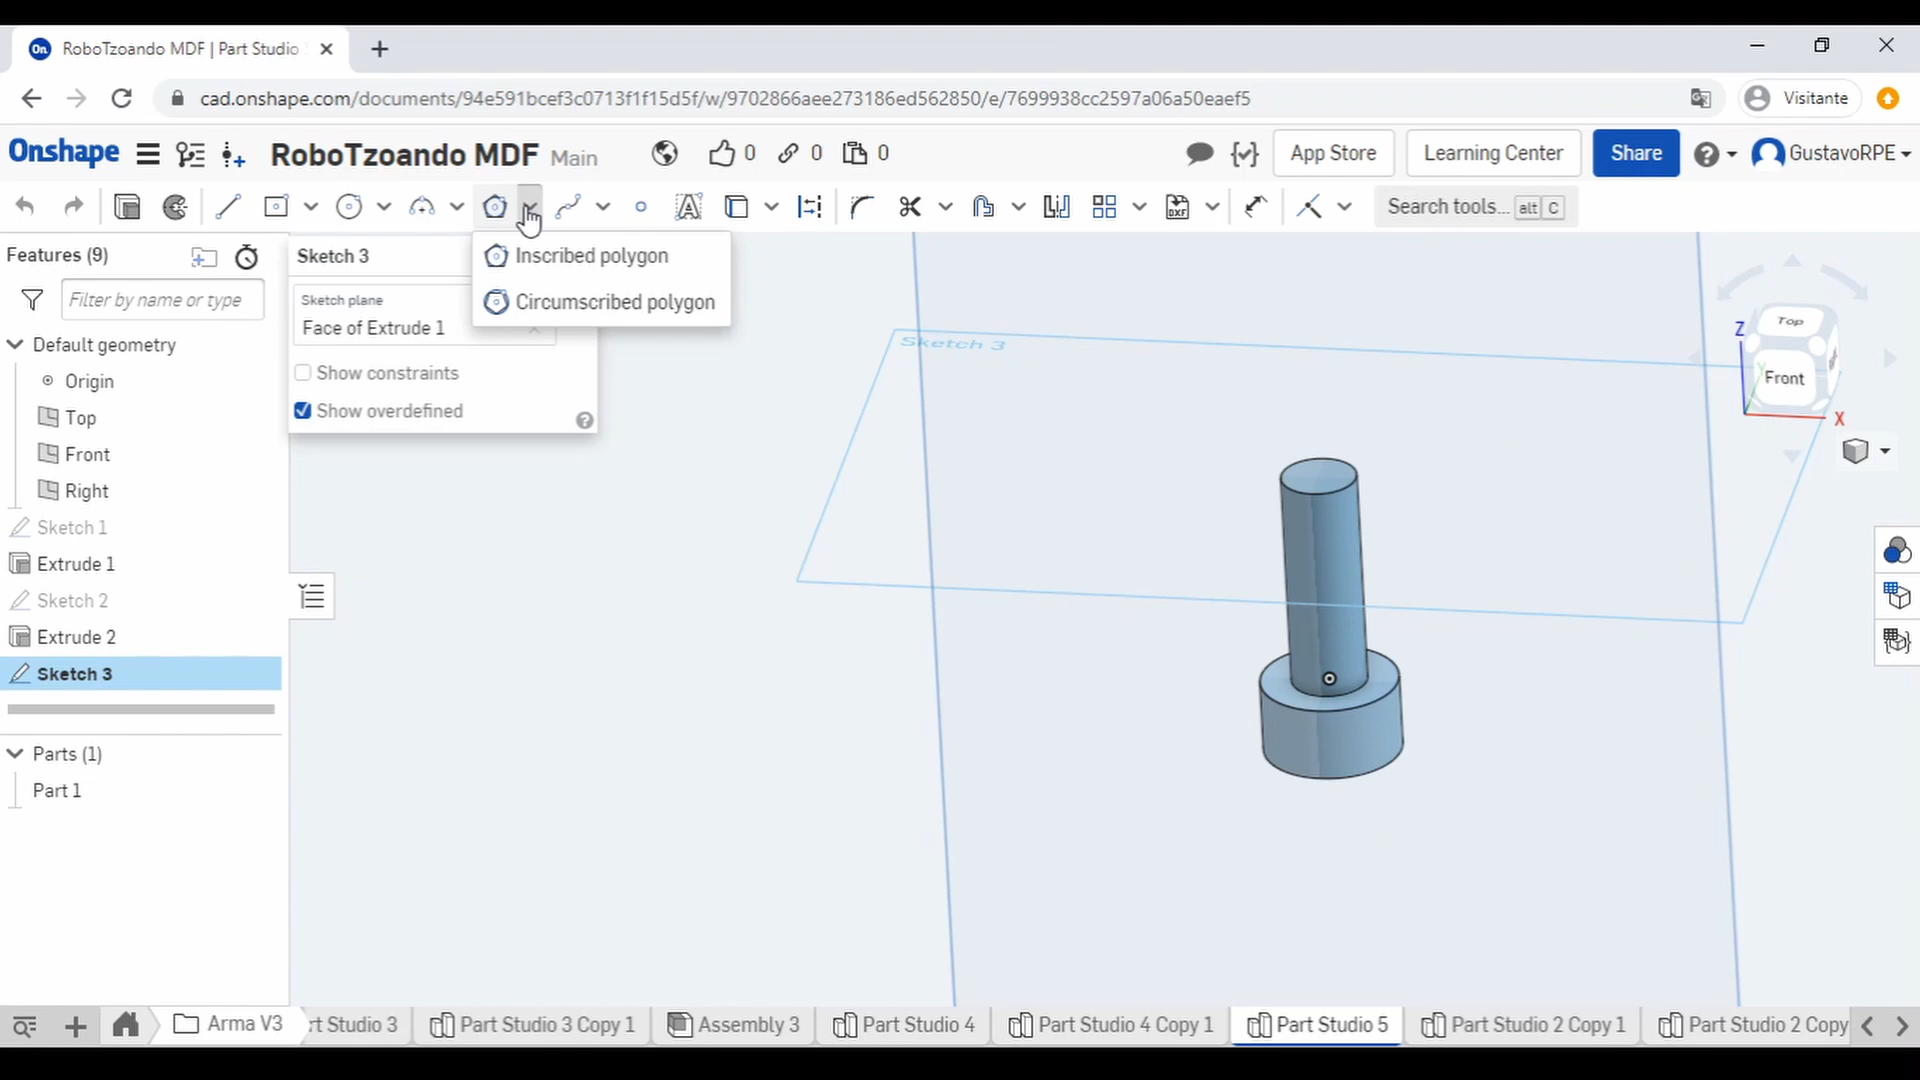 RoboTzoando MDF | Part Studio
cad.onshape.com/documents/94e591bcef3c0713f1f15d5f/w/9702866aee273186ed562850/e/7699938cc2597a06a50eaef5
Visitante
Onshape
RoboTzoando MDF Main
0
0
0
App Store
Learning Center
Share
GustavoRPE
DXF
Search tools... alt C
Features (9)
Filter by name or type
Default geometry
Origin
Top
Front
Right
Sketch 1
Extrude 1
Sketch 2
Extrude 2
Sketch 3
Parts (1)
Part 1
Sketch 3
Sketch plane
Face of Extrude 1
Show constraints
Show overdefined
Inscribed polygon
Circumscribed polygon
Sketch 3
Z
Top
Front
Y
X
Arma V3
rt Studio 3
Part Studio 3 Copy 1
Assembly 3
Part Studio 4
Part Studio 4 Copy 1
Part Studio 5
Part Studio 2 Copy 1
Part Studio 2 Copy